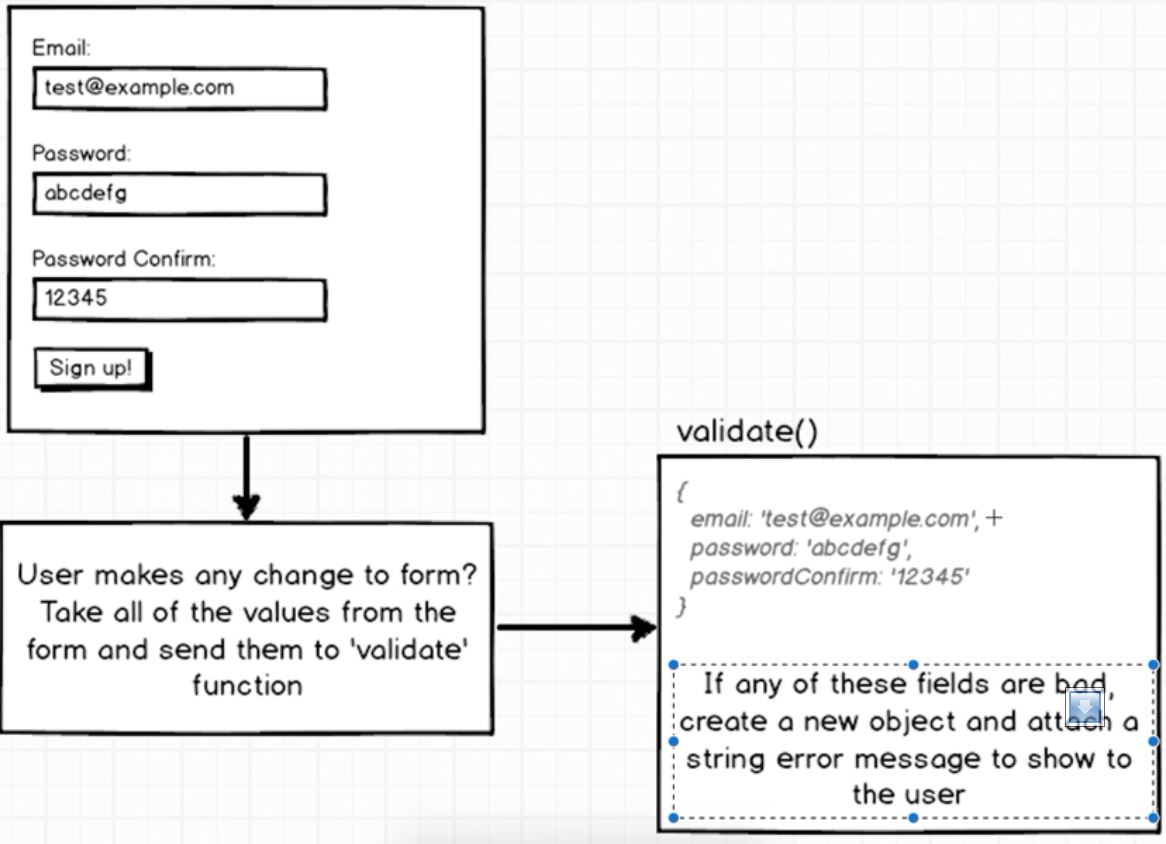 Email:
test@example.com
Password:
abcdefg
Password Confirm:
12345
Sign up!
User makes any change to form?
Take all of the values from the
form and send them to 'validate'
function
validate()
{
email: 'test@example.com',
password: 'abcdefg',
passwordConfirm: '12345'
}
If any of these fields are bad,
create a new object and attach a
string error message to show to
the user